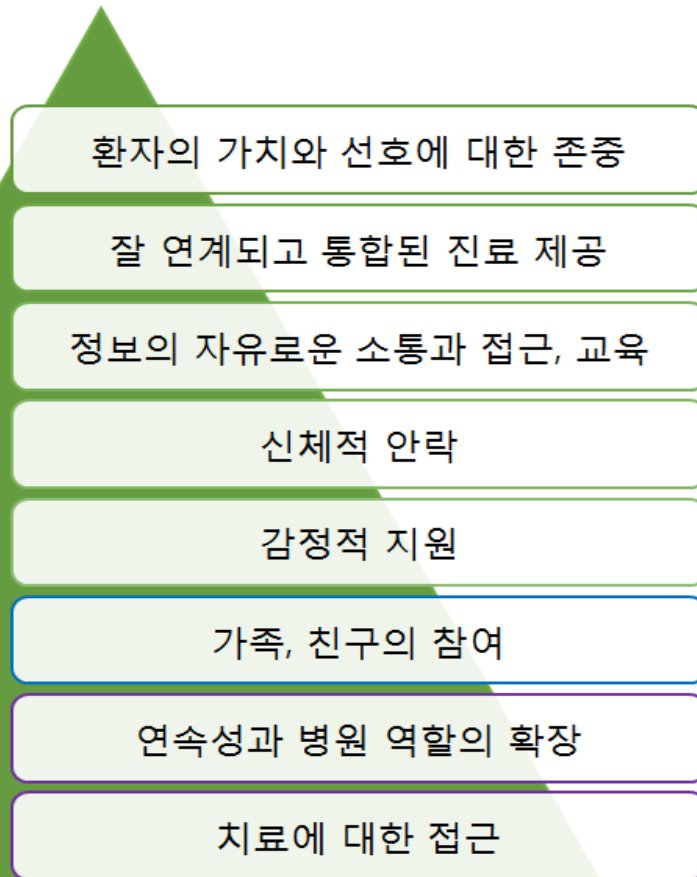 환자의 가치와 선호에 대한 존중
잘 연계되고 통합된 진료 제공
정보의 자유로운 소통과 접근, 교육
신체적 안락
감정적 지원
가족, 친구의 참여
연속성과 병원 역할의 확장
치료에 대한 접근